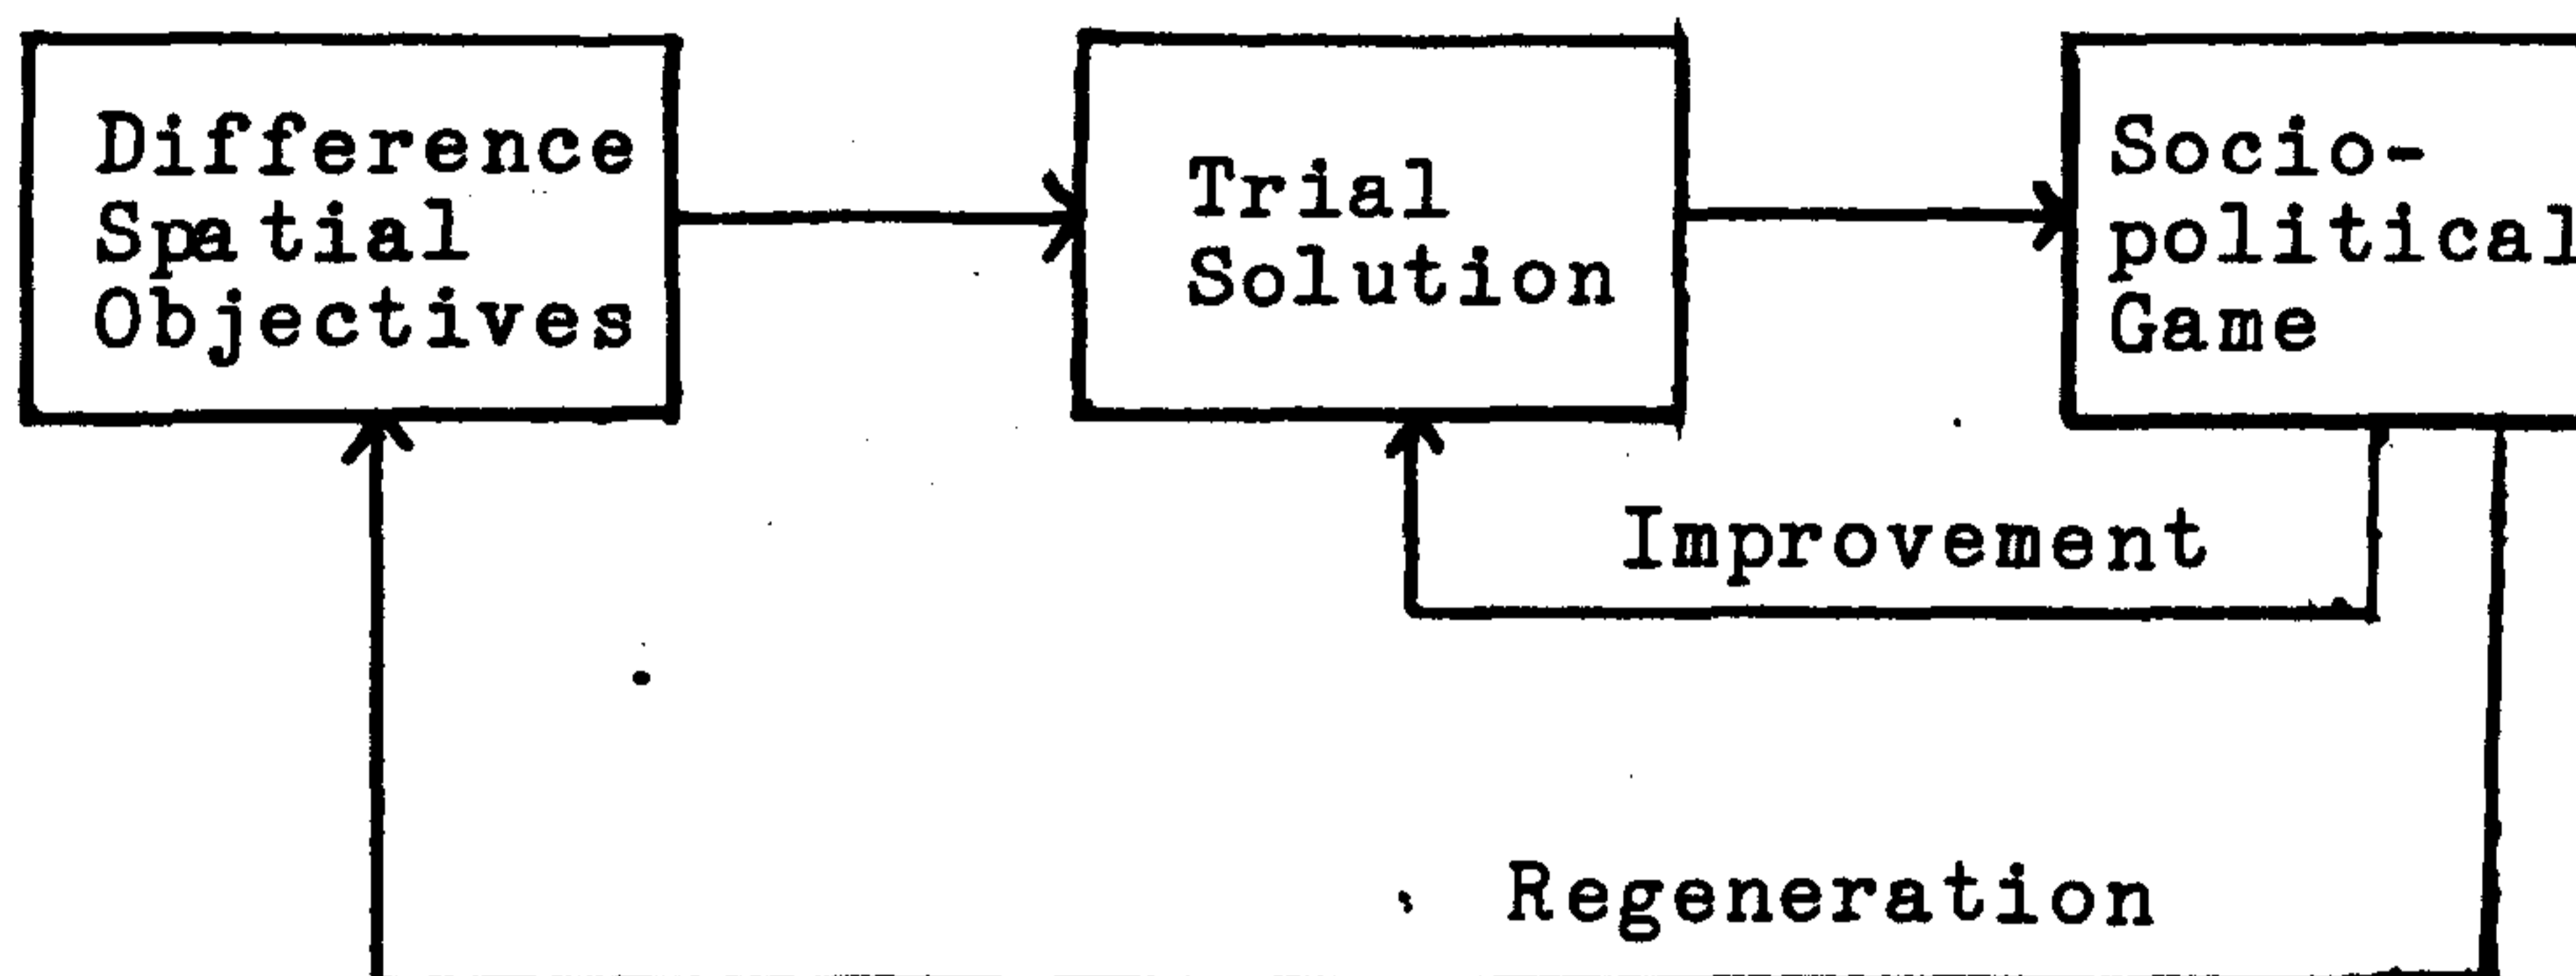 Difference
Spatial
Objectives
Trial
Solution
Socio-
political
Game
Improvement
Regeneration